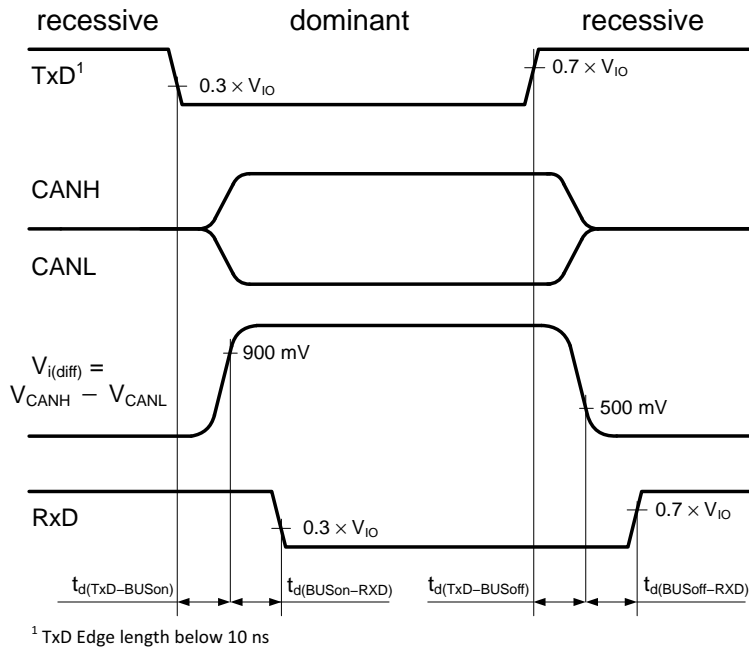 recessive dominant recessive
TxD¹
0.3 × V_IO
0.7 × V_IO
CANH
CANL
V_i(diff) =
V_CANH − V_CANL
900 mV
500 mV
RxD
0.3 × V_IO
0.7 × V_IO
t_d(TxD−BUSon) t_d(BUSon−RXD) t_d(TxD−BUSoff) t_d(BUSoff−RXD)
¹ TxD Edge length below 10 ns